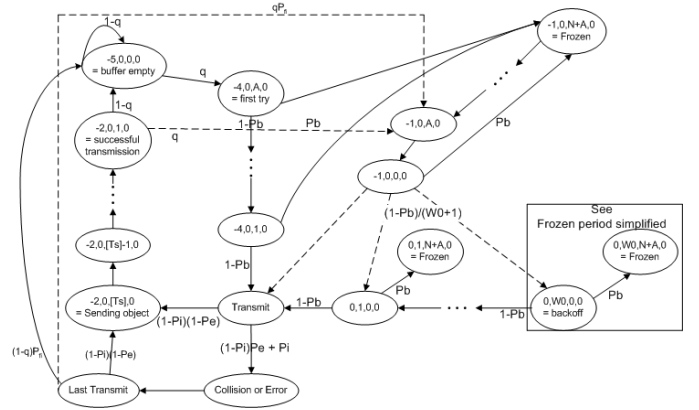 qPfl
1-q
-5,0,0,0
= buffer empty
q
-4,0,A,0
= first try
-1,0,N+A,0
= Frozen
1-q
1-Pb
Pb
-1,0,A,0
Pb
-2,0,1,0
= successful
transmission
q
-1,0,0,0
(1-Pb)/(W0+1)
See
Frozen period simplified
-4,0,1,0
-2,0,[Ts]-1,0
0,1,N+A,0
= Frozen
0,W0,N+A,0
= Frozen
1-Pb
Pb
Pb
-2,0,[Ts],0
= Sending object
Transmit
1-Pb
0,1,0,0
0,W0,0,0
= backoff
1-Pb
(1-Pi)(1-Pe)
(1-Pi)Pe + Pi
(1-q)Pfl
(1-Pi)(1-Pe)
Last Transmit
Collision or Error